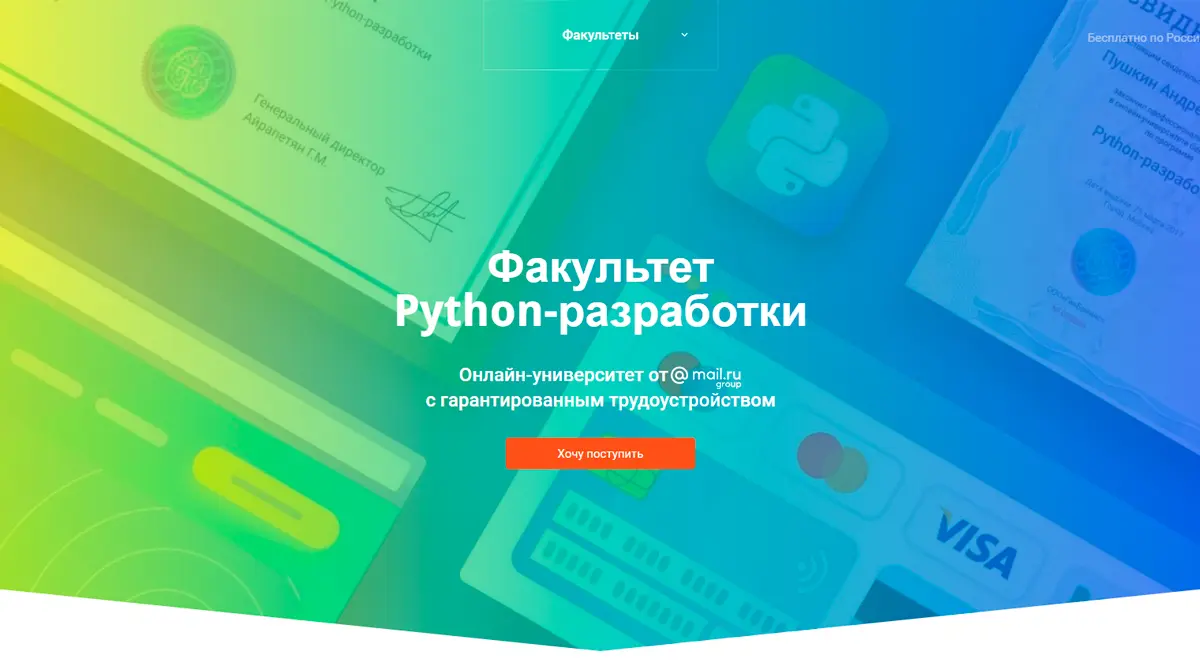 Python-разработки
Генеральный директор
Айрапетян Г.М.
Факультеты
Бесплатно по Росси
Пушкин Андре
Python-разрабо
Факультет
Python-разработки
Онлайн-университет от @ mail.ru
group
с гарантированным трудоустройством
Хочу поступить
VISA